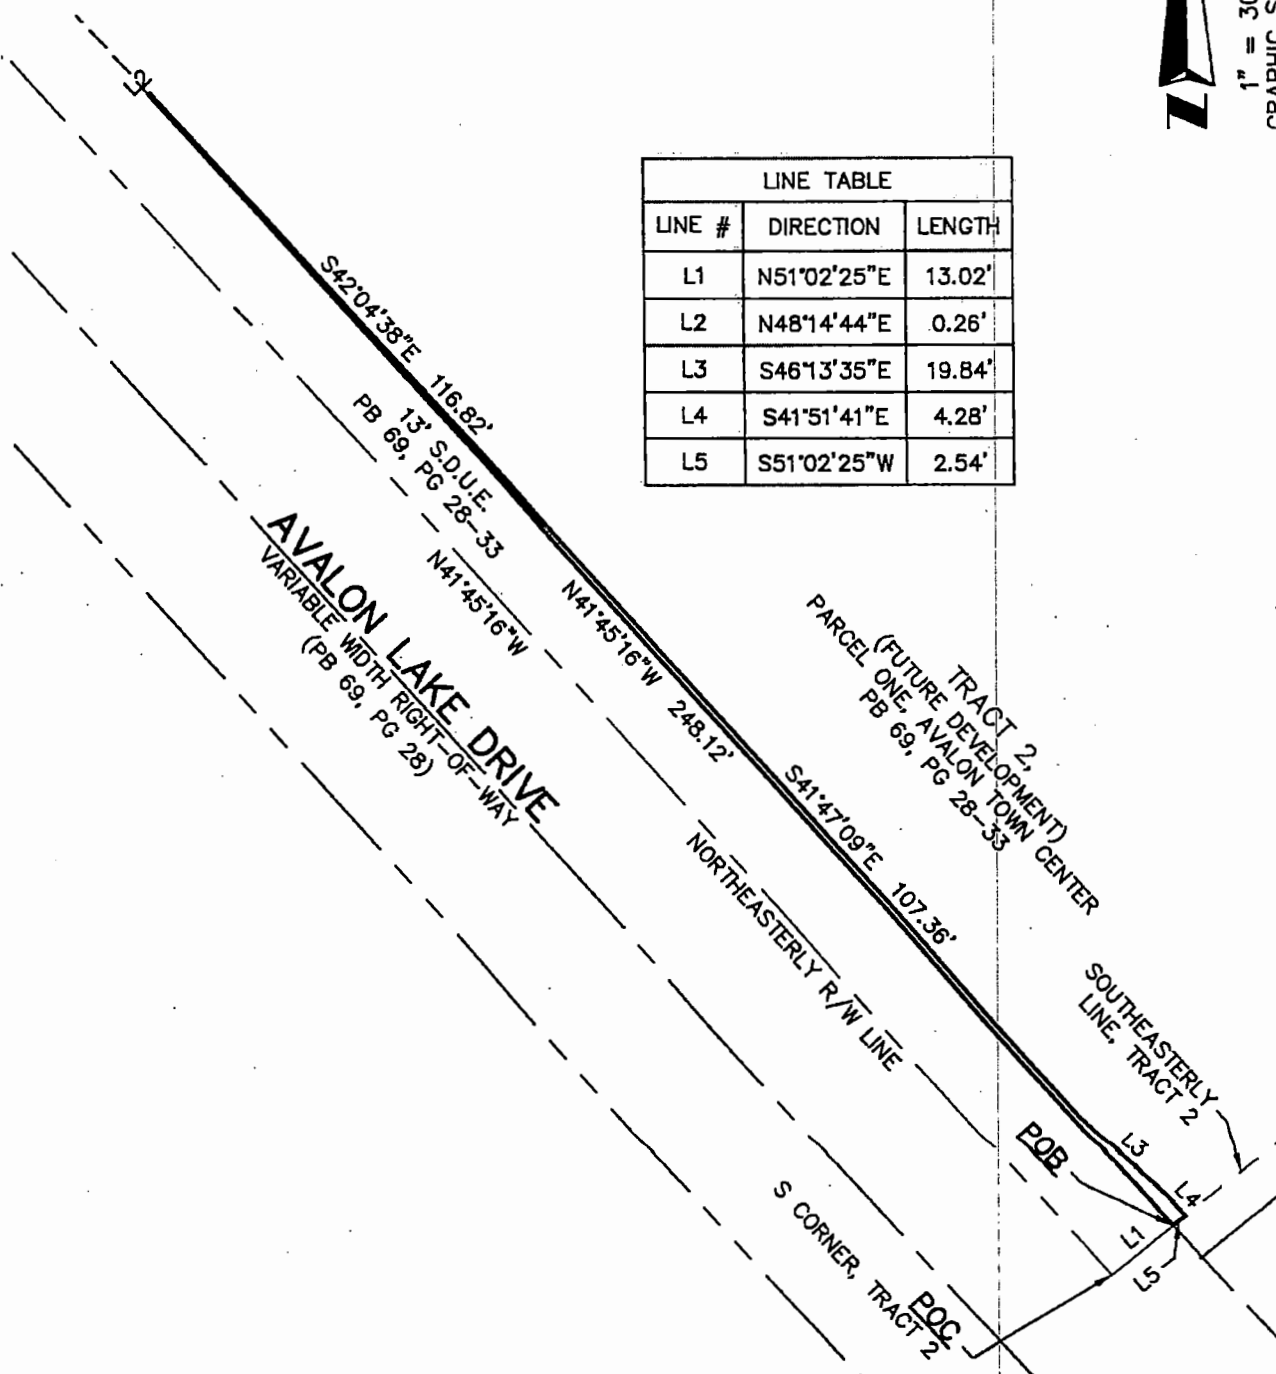 1" = 30
GRAPHIC S
L2
LINE TABLE
LINE # DIRECTION LENGTH
L1 N51°02'25"E 13.02'
L2 N48°14'44"E 0.26'
L3 S46°13'35"E 19.84'
L4 S41°51'41"E 4.28'
L5 S51°02'25"W 2.54'
S42°04'38"E 116.82'
13' S.D.U.E.
PB 69, PG 28-33
N41°45'16"W
AVALON LAKE DRIVE
VARIABLE WIDTH RIGHT-OF-WAY
(PB 69, PG 28)
N41°45'16"W 248.12'
TRACT 2,
(FUTURE DEVELOPMENT)
PARCEL ONE, AVALON TOWN CENTER
PB 69, PG 28-33
S41°47'09"E 107.36'
NORTHEASTERLY R/W LINE
SOUTHEASTERLY
LINE, TRACT 2
POB
L3
L4
L1
L5
POC
S CORNER, TRACT 2